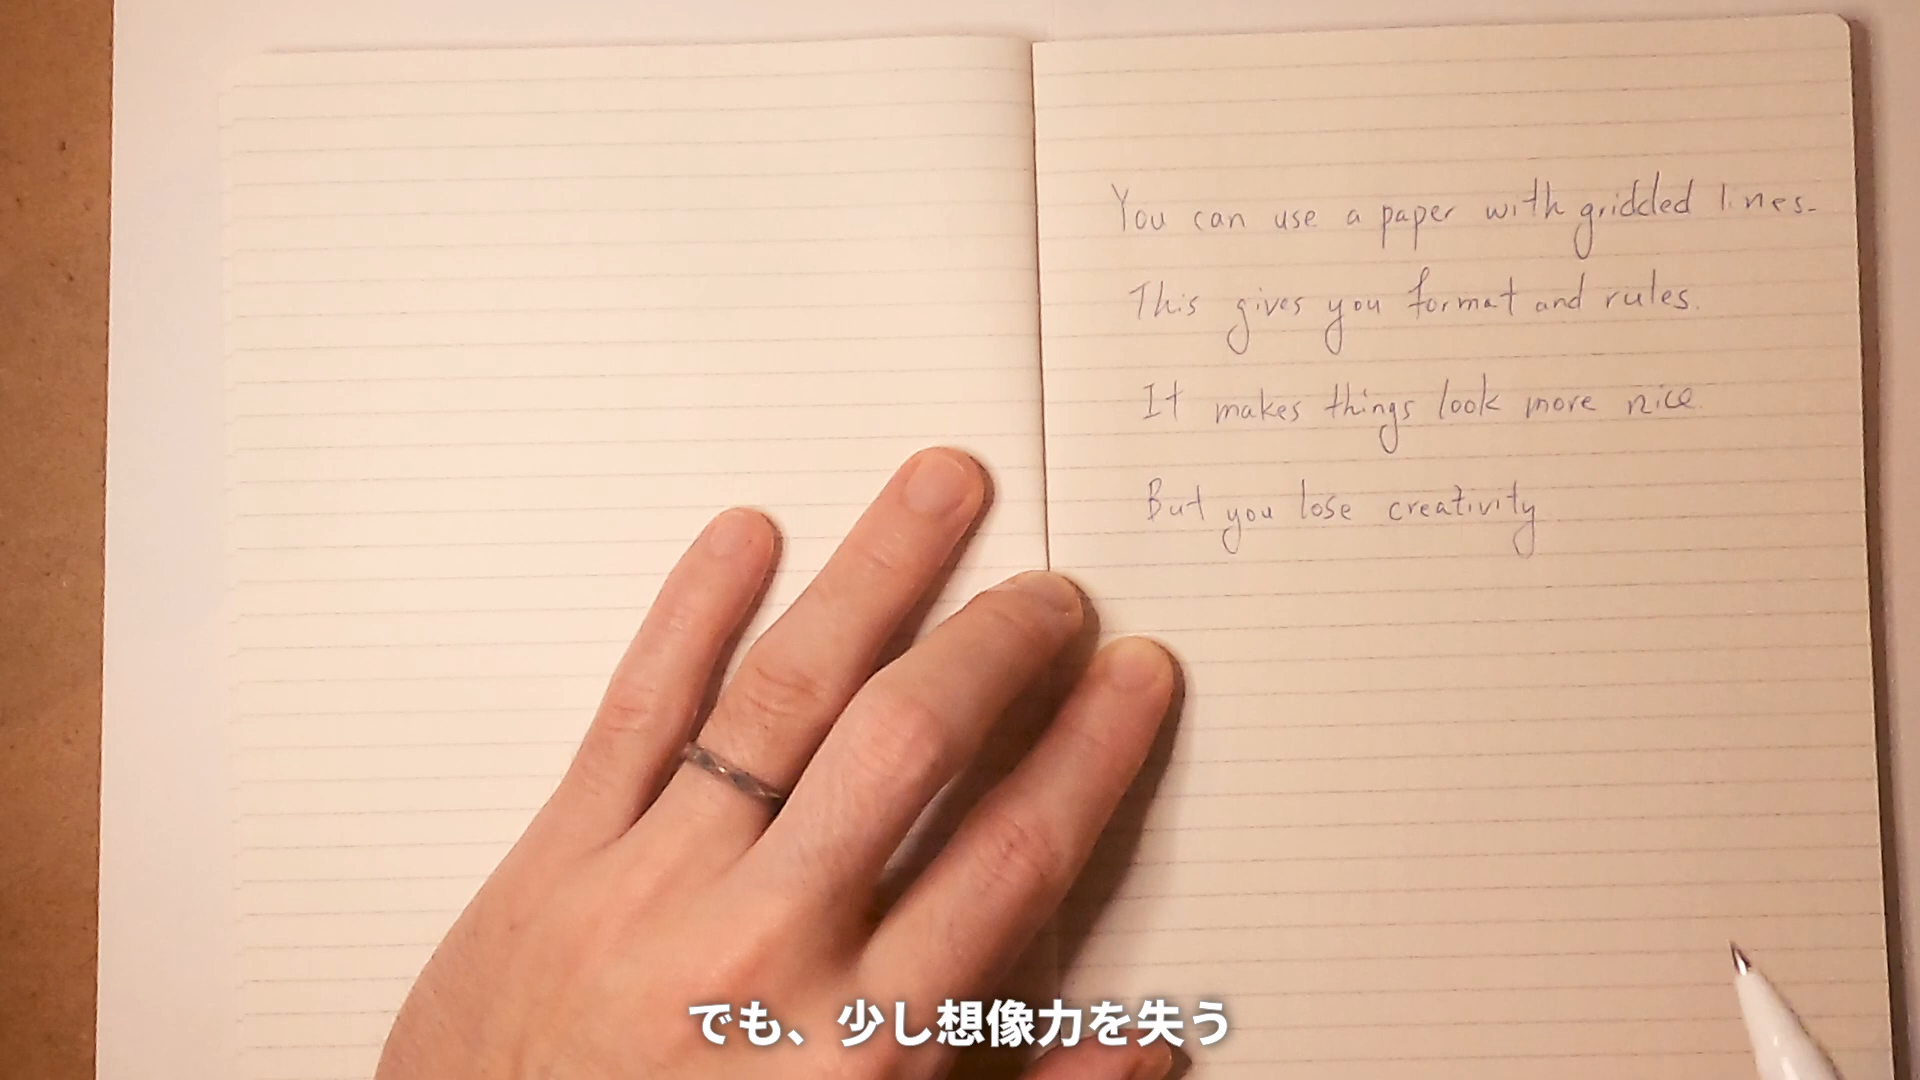 You can use a paper with gridded lines.
This gives you format and rules.
It makes things look more nice.
But you lose creativity
でも、少し想像力を失う